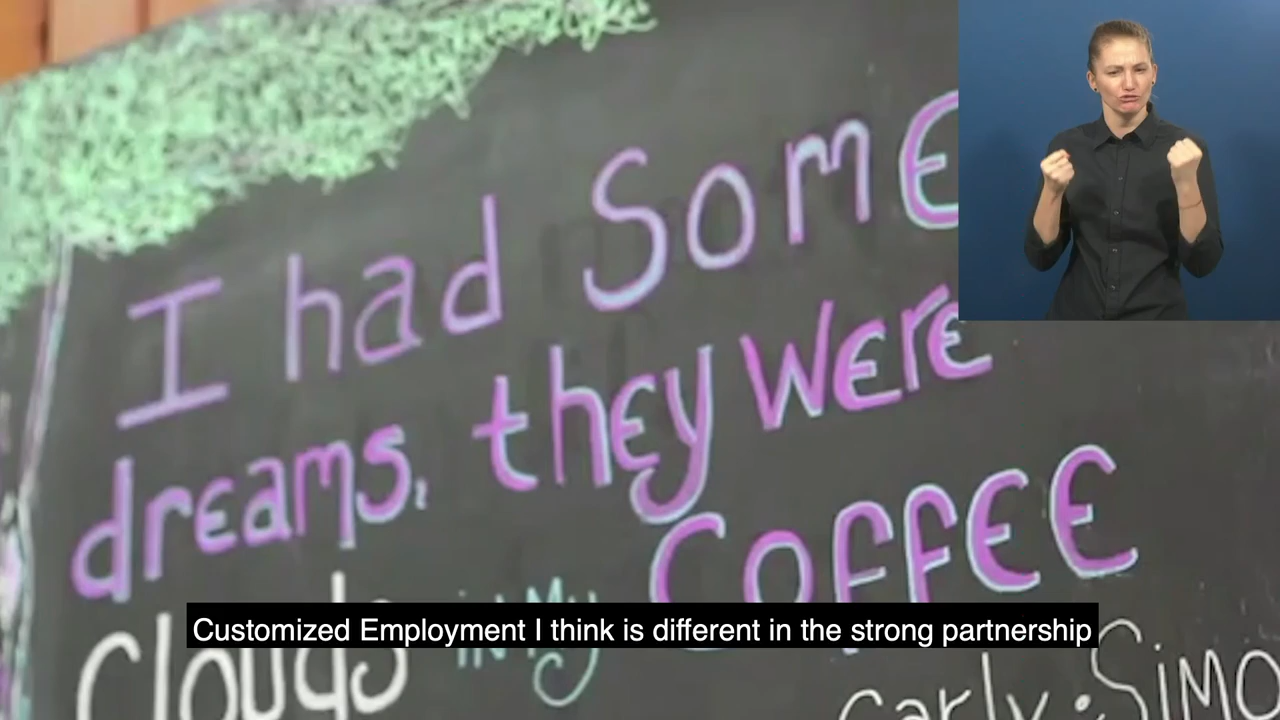 I had Some
dreams, they were
Clouds in my Coffee
Carly • Simo
Customized Employment I think is different in the strong partnership